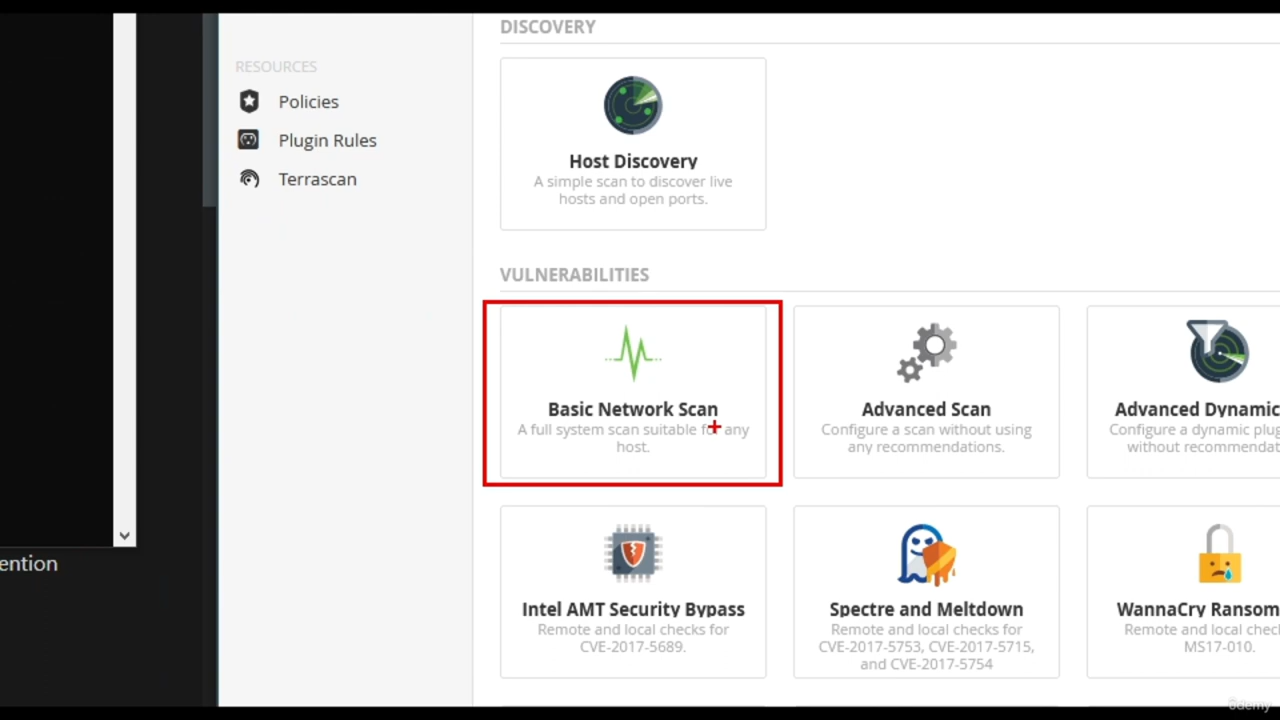 ention
RESOURCES
Policies
Plugin Rules
Terrascan
DISCOVERY
Host Discovery
A simple scan to discover live
hosts and open ports.
VULNERABILITIES
Basic Network Scan
A full system scan suitable for any
host.
Advanced Scan
Configure a scan without using
any recommendations.
Advanced Dynamic
Configure a dynamic plug
without recommendat
Intel AMT Security Bypass
Remote and local checks for
CVE-2017-5689.
Spectre and Meltdown
Remote and local checks for
CVE-2017-5753, CVE-2017-5715,
and CVE-2017-5754
WannaCry Ransom
Remote and local chec
MS17-010.
ûdemy